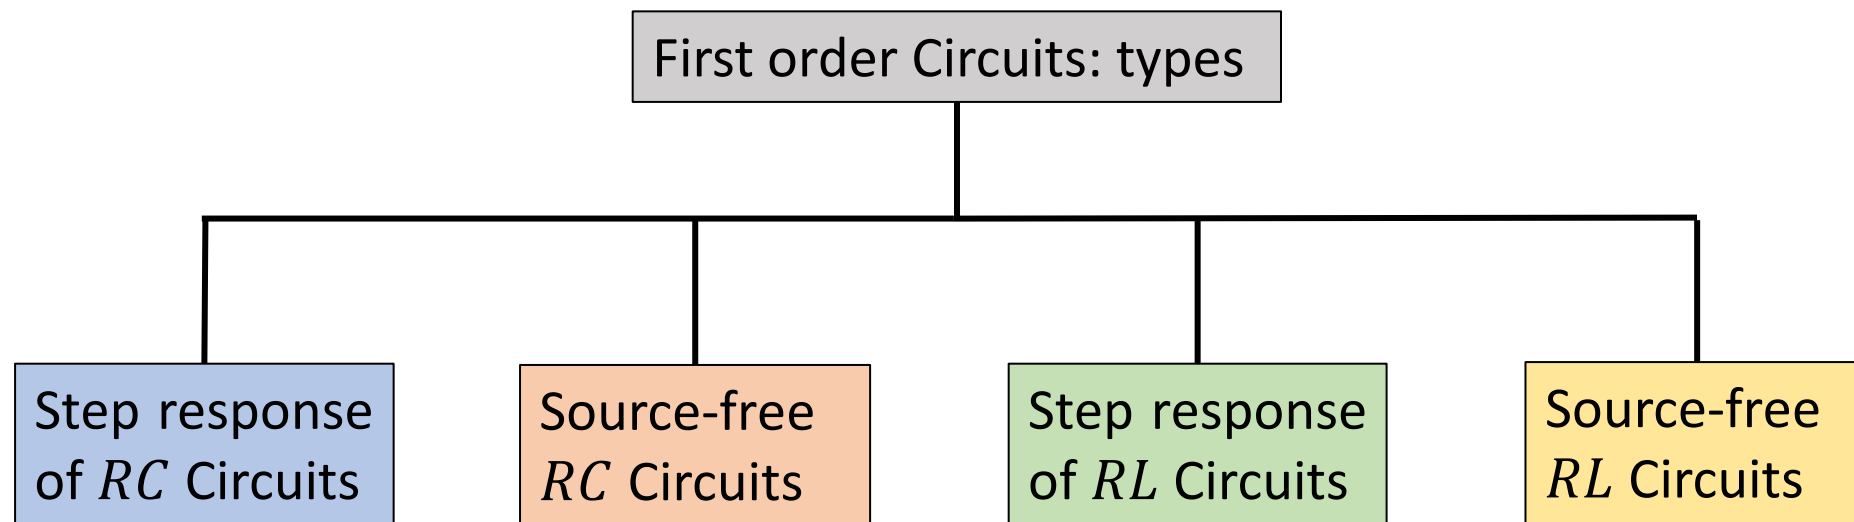 First order Circuits: types
Step response
of RC Circuits
Source-free
RC Circuits
Step response
of RL Circuits
Source-free
RL Circuits